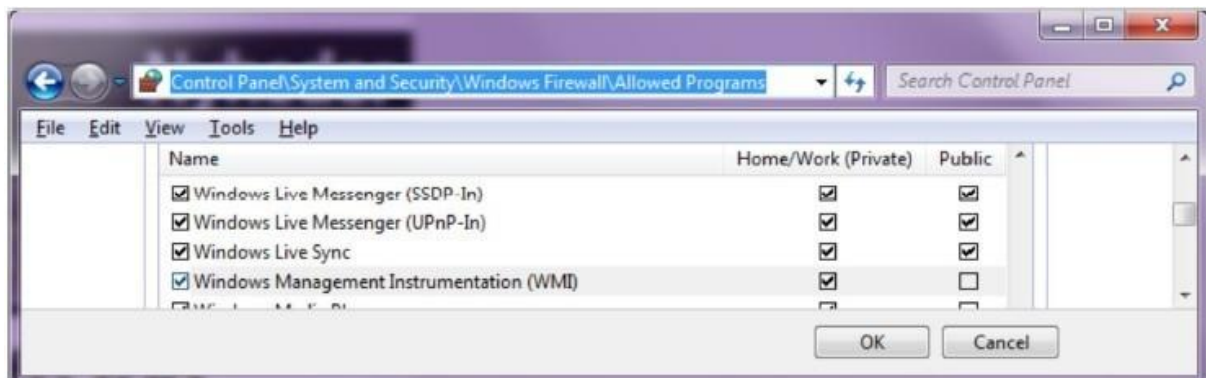 Control Panel\System and Security\Windows Firewall\Allowed Programs Search Control Panel
File Edit View Tools Help
Name Home/Work (Private) Public
Windows Live Messenger (SSDP-In)
Windows Live Messenger (UPnP-In)
Windows Live Sync
Windows Management Instrumentation (WMI)
OK Cancel